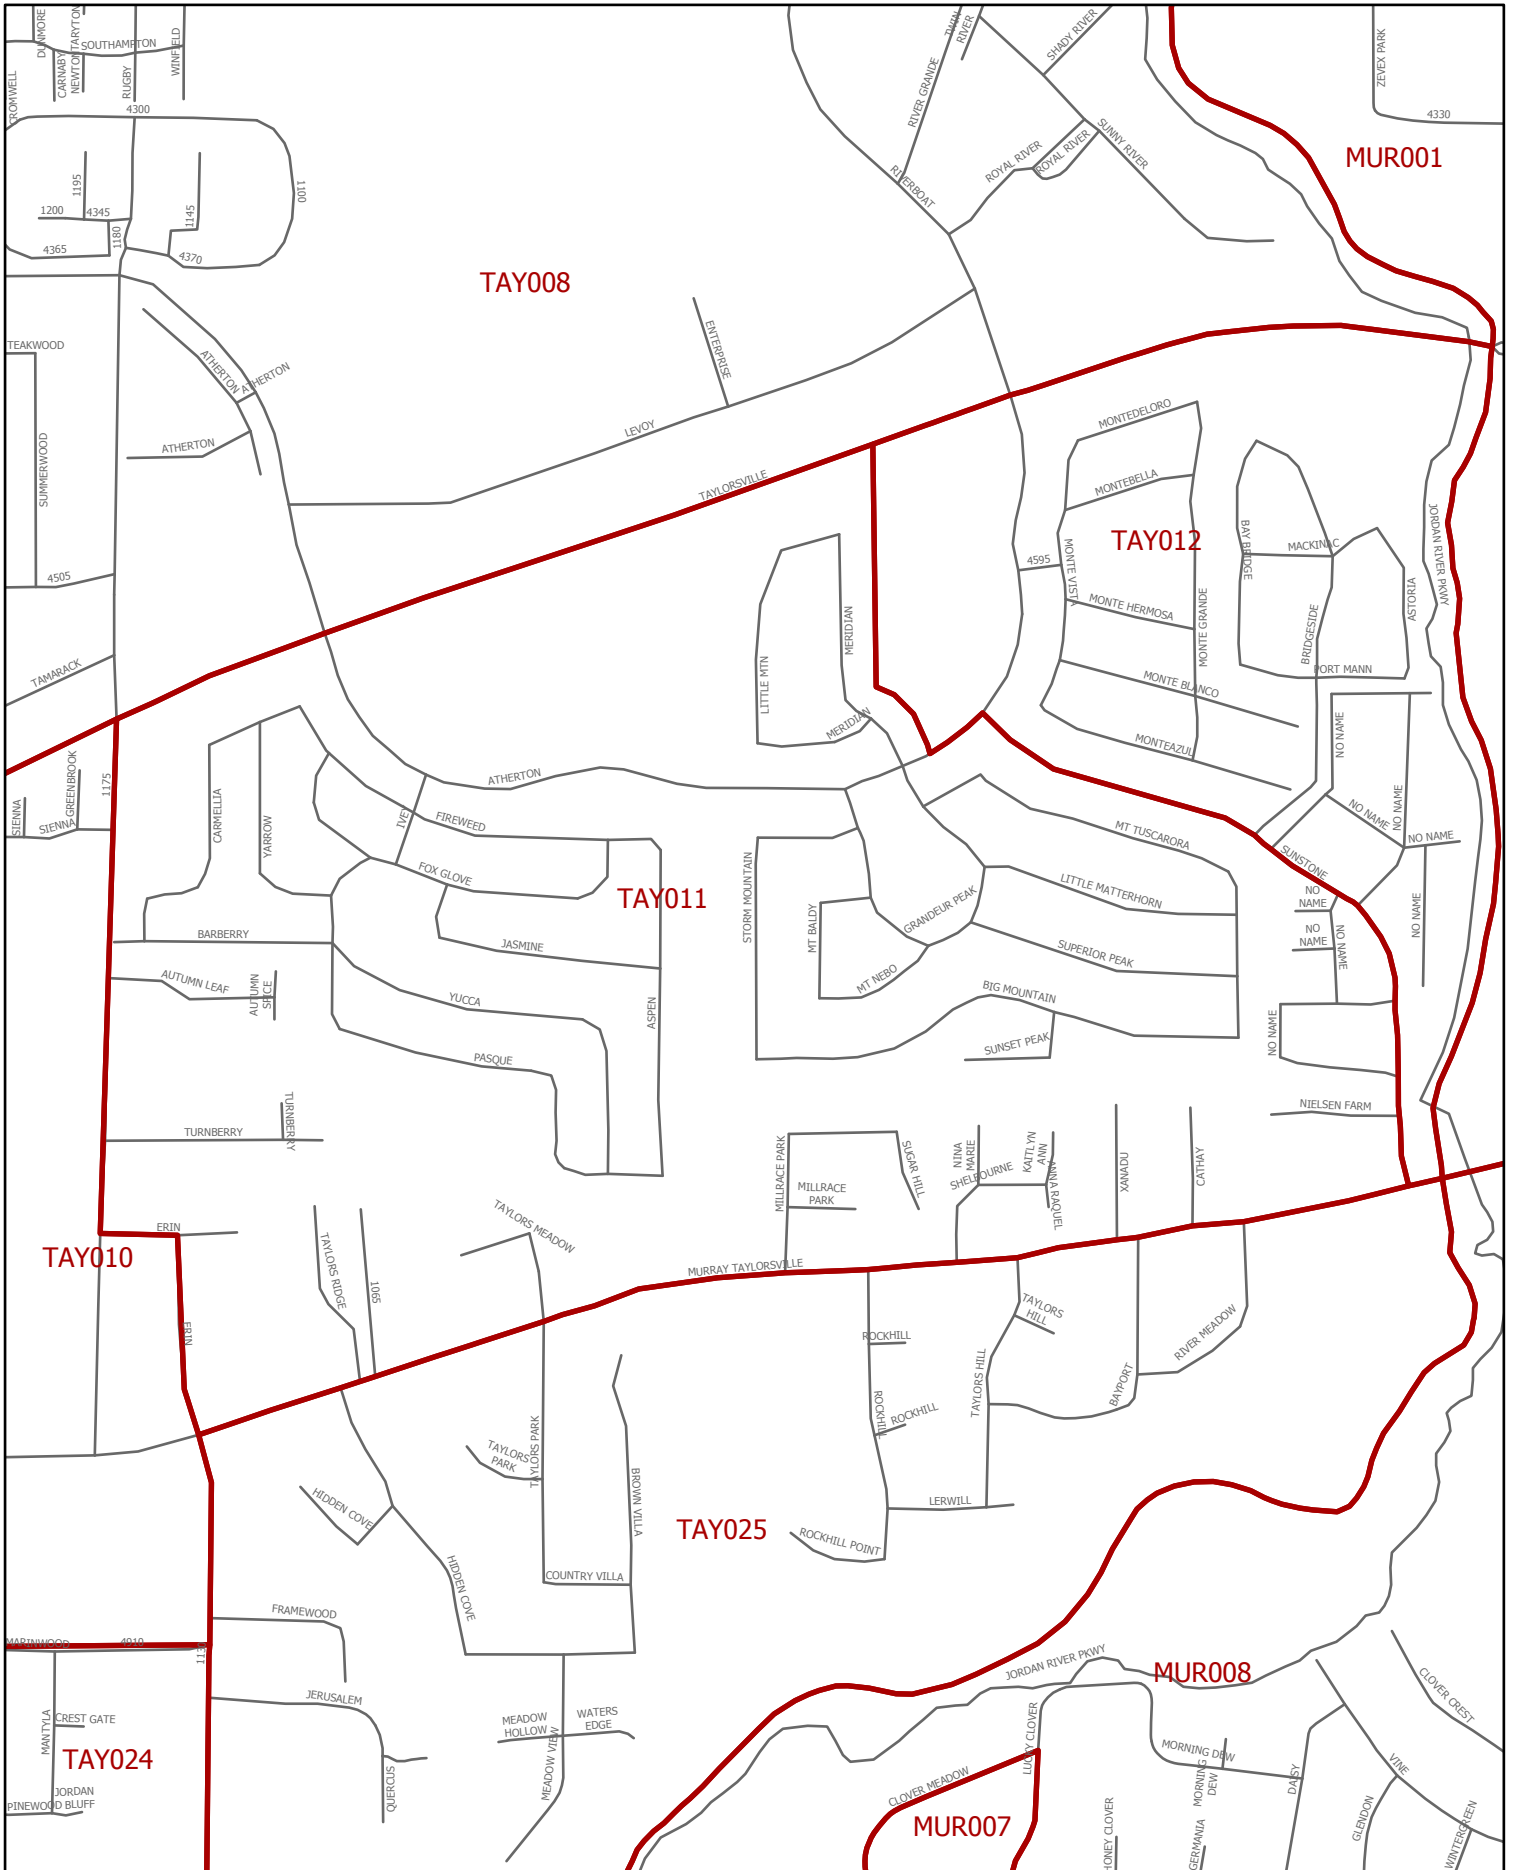 DUNMORE
CARNABY
NEWTON
TARYTON
SOUTHAMPTON
RUGBY
WINFIELD
CROMWELL
4300
1195
1145
1100
1200
4345
1180
4365
4370
TWIN
RIVER
RIVER GRANDE
SHADY RIVER
SUNNY RIVER
ROYAL RIVER
ROYAL RIVER
RIVERBOAT
ZEVEX PARK
4330
MUR001
TAY008
TEAKWOOD
SUMMERWOOD
ATHERTON
ATHERTON
ATHERTON
ENTERPRISE
LEVOY
TAYLORSVILLE
4505
TAMARACK
MONTEDELORO
MONTEBELLA
TAY012
4595
MONTE VISTA
MONTE HERMOSA
MONTE GRANDE
MONTE BLANCO
MONTEAZUL
BAY BRIDGE
MACKINAC
BRIDGESIDE
ASTORIA
PORT MANN
JORDAN RIVER PKWY
LITTLE MTN
MERIDIAN
MERIDIAN
NO NAME
NO NAME
NO NAME
NO NAME
NO NAME
SUNSTONE
NO
NAME
NO
NAME
NO NAME
NO NAME
SIENNA
SIENNA
GREENBROOK
1175
CARMELLIA
YARROW
ATHERTON
IVEY
FIREWEED
FOX GLOVE
TAY011
JASMINE
BARBERRY
AUTUMN LEAF
AUTUMN
SPICE
YUCCA
PASQUE
ASPEN
STORM MOUNTAIN
MT BALDY
MT NEBO
GRANDEUR PEAK
MT TUSCARORA
LITTLE MATTERHORN
SUPERIOR PEAK
BIG MOUNTAIN
SUNSET PEAK
NIELSEN FARM
TURNBERRY
TURNBERRY
MILLRACE PARK
MILLRACE
PARK
SUGAR HILL
NINA
MARIE
SHELBOURNE
KAITLYN
ANN
ANNA RAQUEL
XANADU
CATHAY
ERIN
ERIN
TAY010
TAYLORS RIDGE
1065
TAYLORS MEADOW
MURRAY TAYLORSVILLE
TAYLORS
HILL
TAYLORS HILL
RIVER MEADOW
BAYPORT
ROCKHILL
ROCKHILL
ROCKHILL
LERWILL
ROCKHILL POINT
TAYLORS PARK
TAYLORS
PARK
BROWN VILLA
COUNTRY VILLA
TAY025
HIDDEN COVE
HIDDEN COVE
FRAMEWOOD
MARINWOOD
4910
JERUSALEM
QUERCUS
MANTYLA
CREST GATE
TAY024
JORDAN
PINEWOOD BLUFF
MEADOW
HOLLOW
WATERS
EDGE
MEADOW VIEW
JORDAN RIVER PKWY
MUR008
LUCKY CLOVER
CLOVER MEADOW
MUR007
MORNING DEW
MORNING
DEW
HONEY CLOVER
GERMANIA
DAISY
CLOVER CREST
VINE
GLENDON
WINTERGREEN